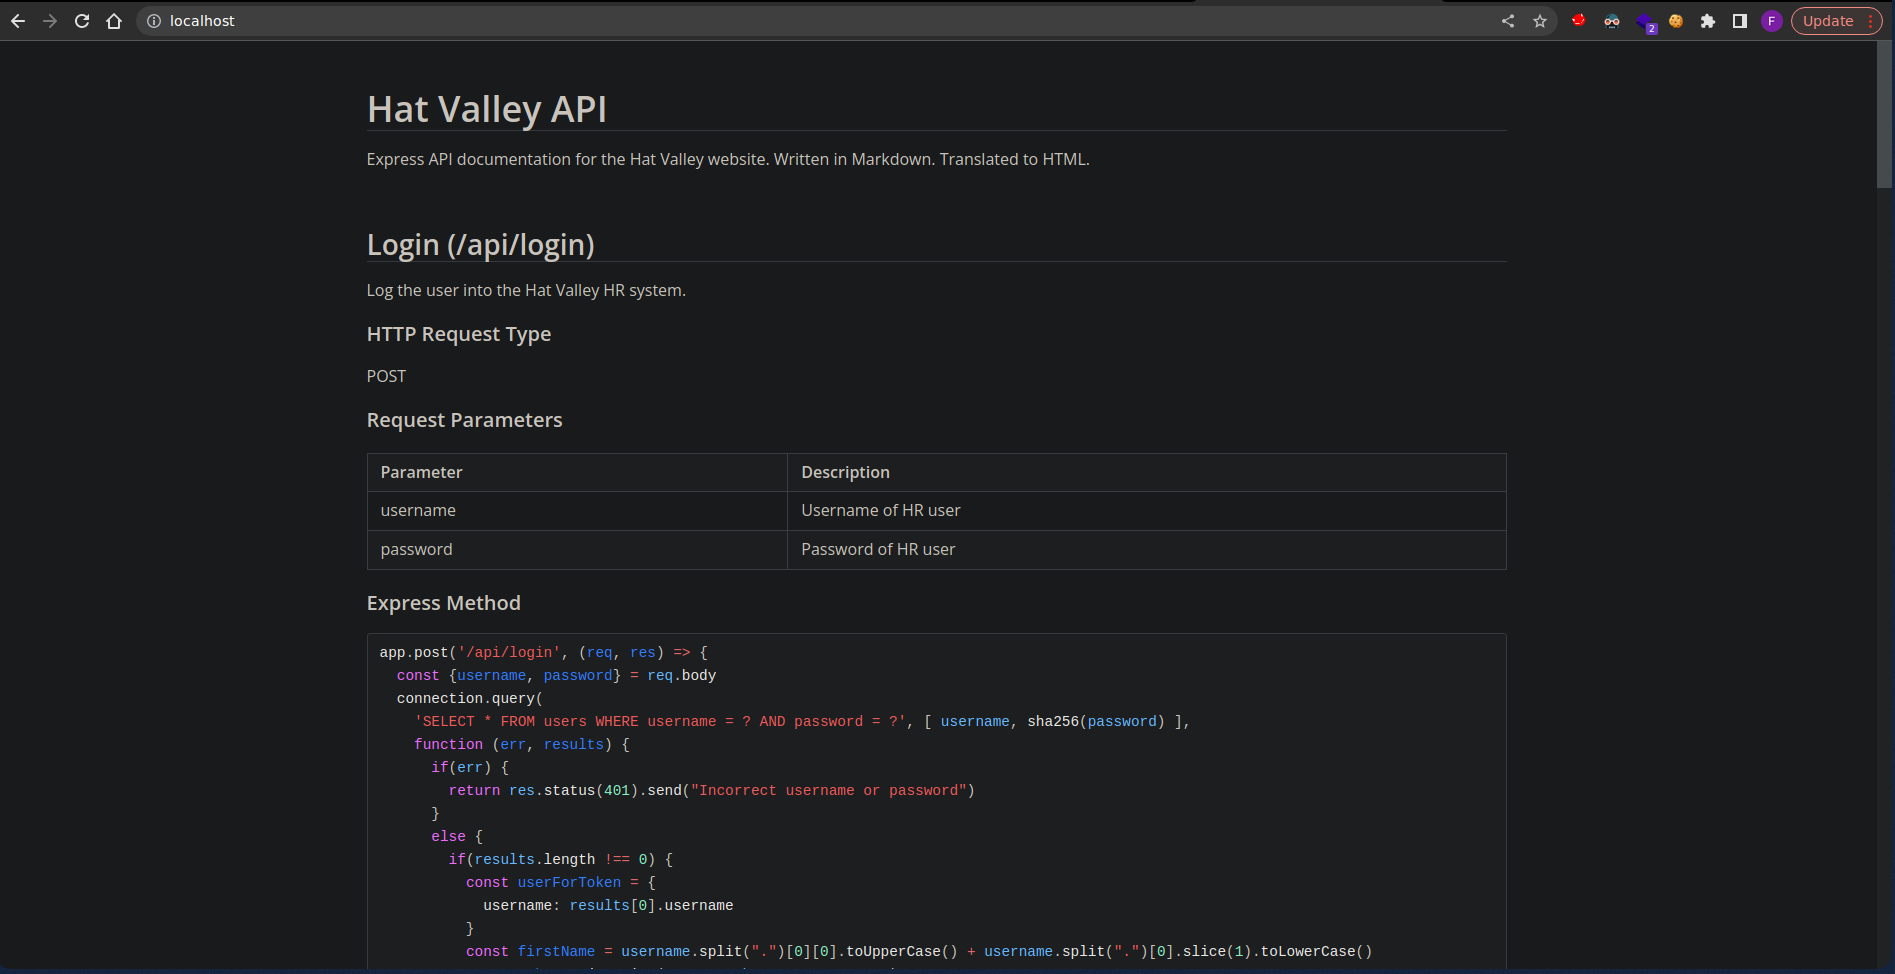 localhost
2
F
Update
Hat Valley API
Express API documentation for the Hat Valley website. Written in Markdown. Translated to HTML.
Login (/api/login)
Log the user into the Hat Valley HR system.
HTTP Request Type
POST
Request Parameters
Parameter Description
username Username of HR user
password Password of HR user
Express Method
app.post('/api/login', (req, res) => {
  const {username, password} = req.body
  connection.query(
    'SELECT * FROM users WHERE username = ? AND password = ?', [ username, sha256(password) ],
    function (err, results) {
      if(err) {
        return res.status(401).send("Incorrect username or password")
      }
      else {
        if(results.length !== 0) {
          const userForToken = {
            username: results[0].username
          }
          const firstName = username.split(".")[0][0].toUpperCase() + username.split(".")[0].slice(1).toLowerCase()